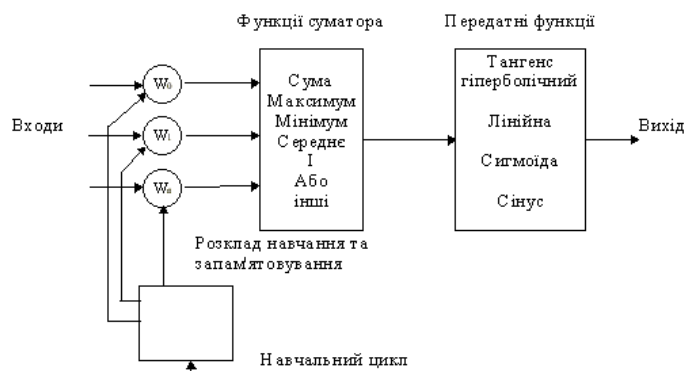 Функції суматора
Передатні функції
Входи
W₀
W₁
Wₙ
Сума
Максимум
Мінімум
Середнє
І
Або
інші
Тангенс
гіперболічний
Лінійна
Сигмоїда
Сінус
Вихід
Розклад навчання та
запам'ятовування
Навчальний цикл